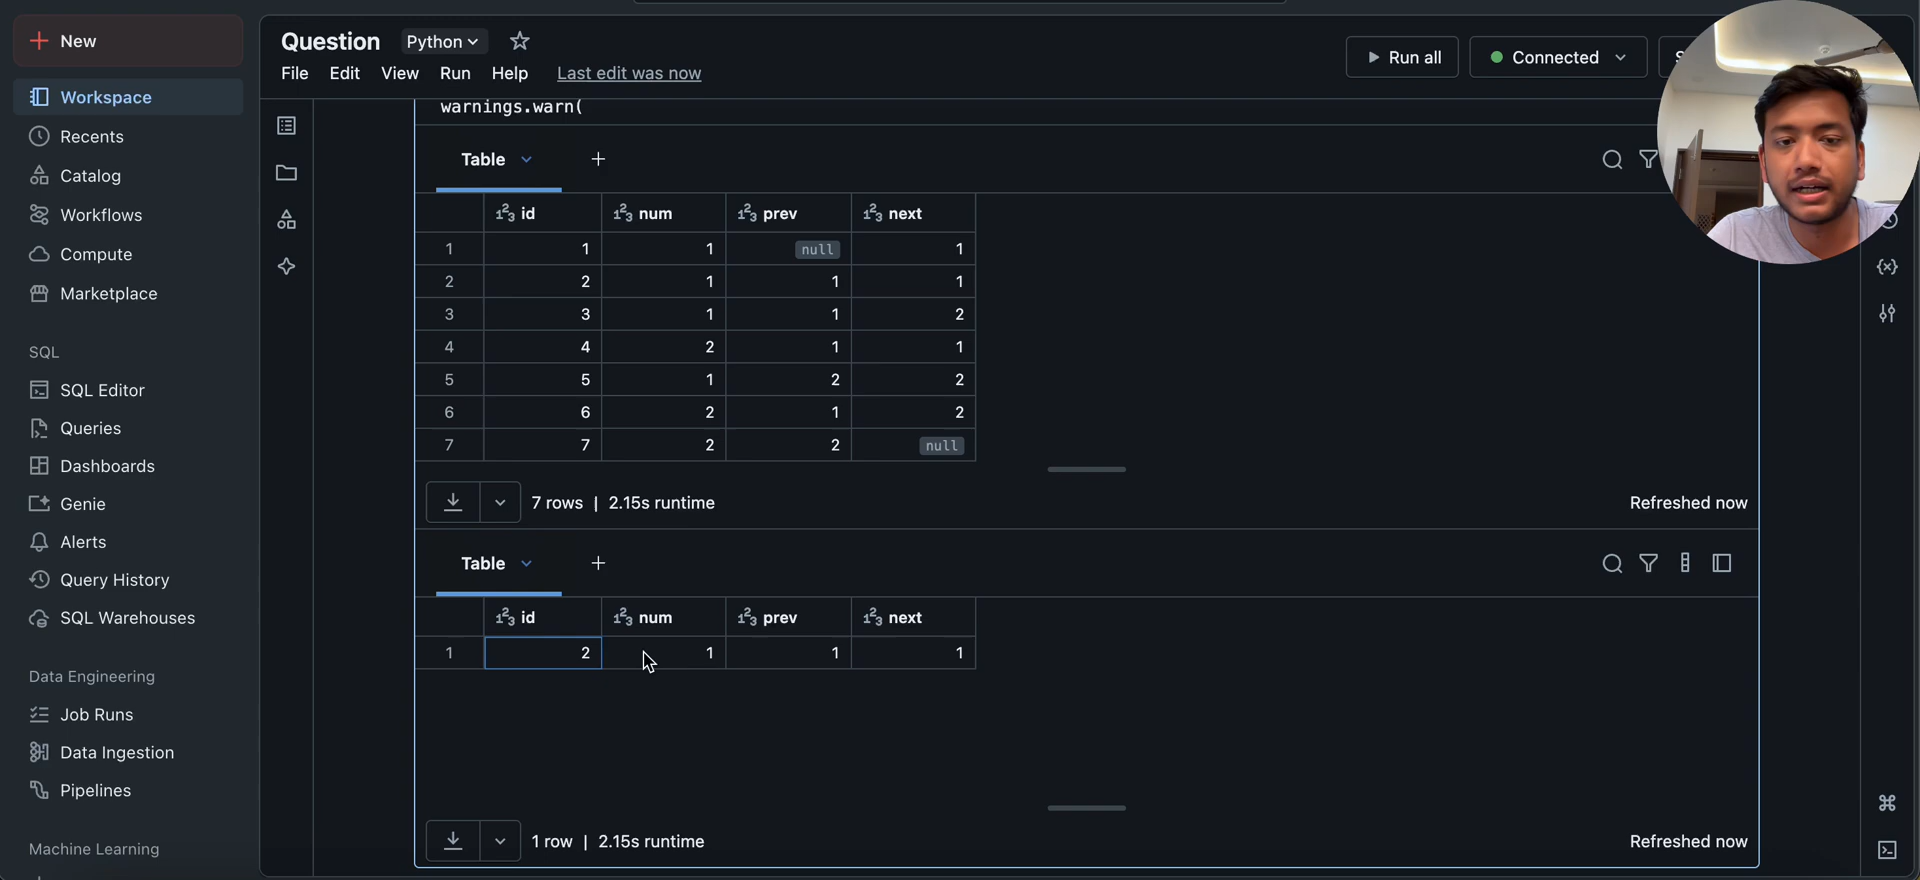 New
Workspace
Recents
Catalog
Workflows
Compute
Marketplace
SQL
SQL Editor
Queries
Dashboards
Genie
Alerts
Query History
SQL Warehouses
Data Engineering
Job Runs
Data Ingestion
Pipelines
Machine Learning
Question Python
File Edit View Run Help Last edit was now
Run all Connected
warnings.warn(
Table +
id num prev next
1 1 1 null 1
2 2 1 1 1
3 3 1 1 2
4 4 2 1 1
5 5 1 2 2
6 6 2 1 2
7 7 2 2 null
7 rows | 2.15s runtime Refreshed now
Table +
id num prev next
1 2 1 1 1
1 row | 2.15s runtime Refreshed now